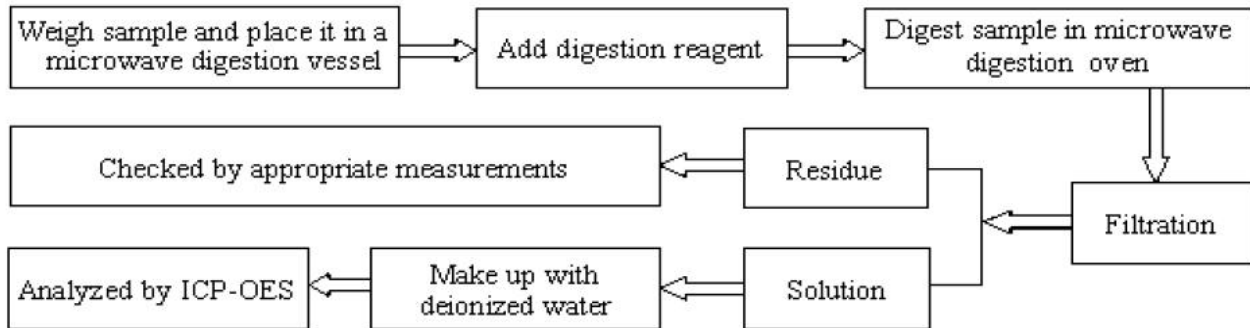 Weigh sample and place it in a
microwave digestion vessel
Add digestion reagent
Digest sample in microwave
digestion oven
Filtration
Residue
Checked by appropriate measurements
Solution
Make up with
deionized water
Analyzed by ICP-OES